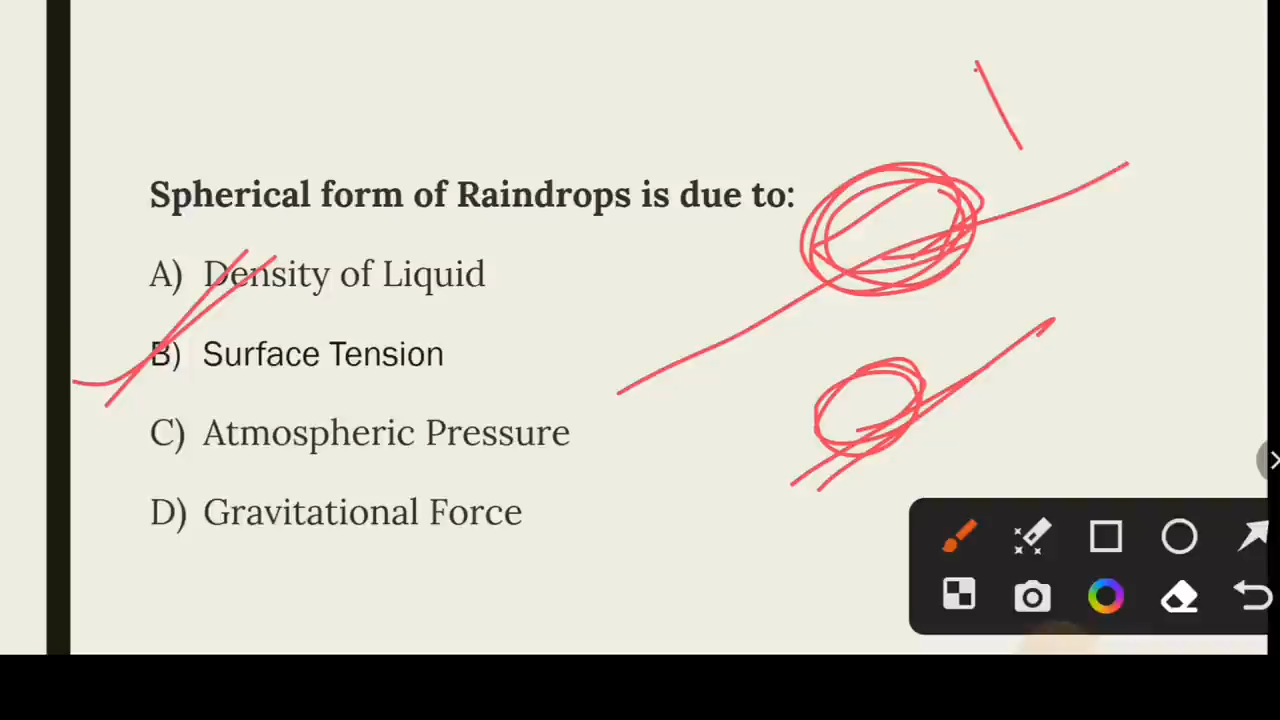 Spherical form of Raindrops is due to:
A) Density of Liquid
B) Surface Tension
C) Atmospheric Pressure
D) Gravitational Force